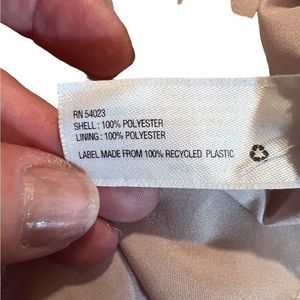 RN 54023
SHELL : 100% POLYESTER
LINING : 100% POLYESTER
LABEL MADE FROM 100% RECYCLED PLASTIC